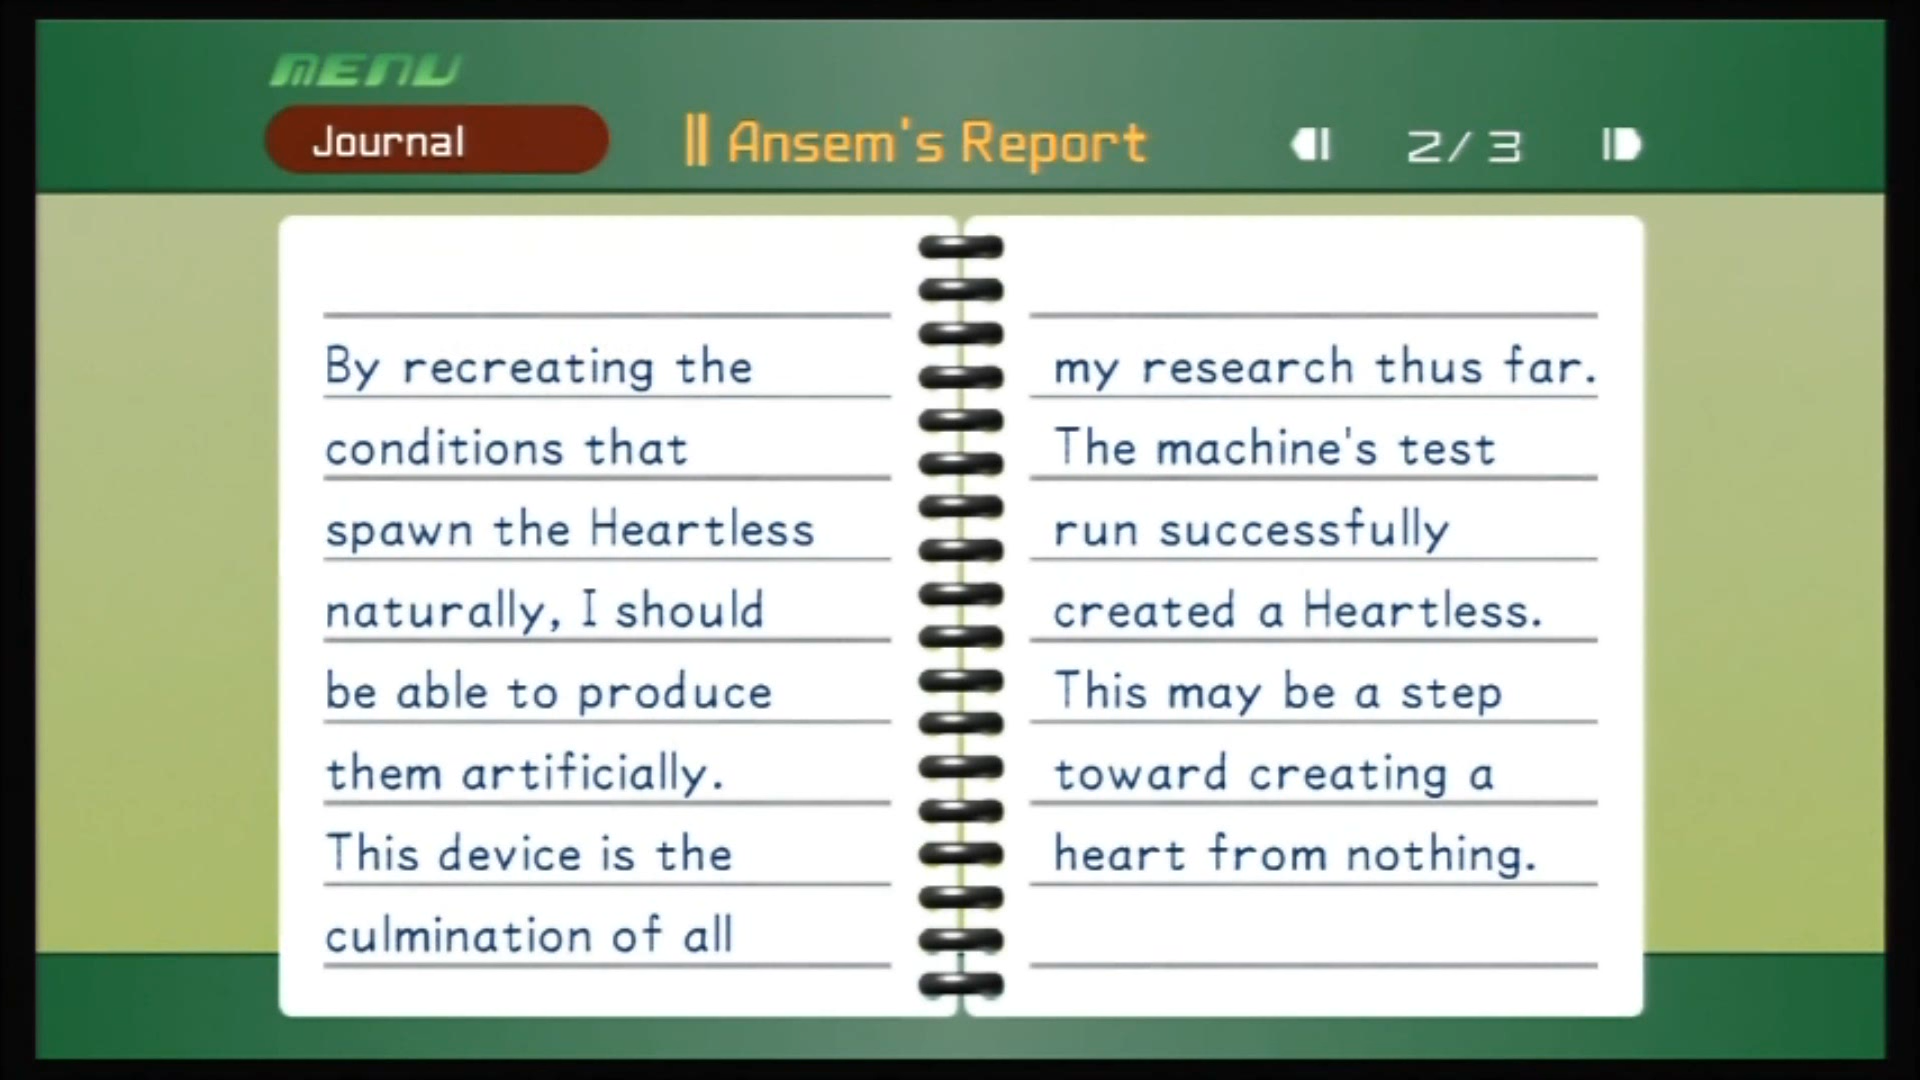 MENU
Journal
Ansem's Report
2/3
By recreating the
conditions that
spawn the Heartless
naturally, I should
be able to produce
them artificially.
This device is the
culmination of all
my research thus far.
The machine's test
run successfully
created a Heartless.
This may be a step
toward creating a
heart from nothing.